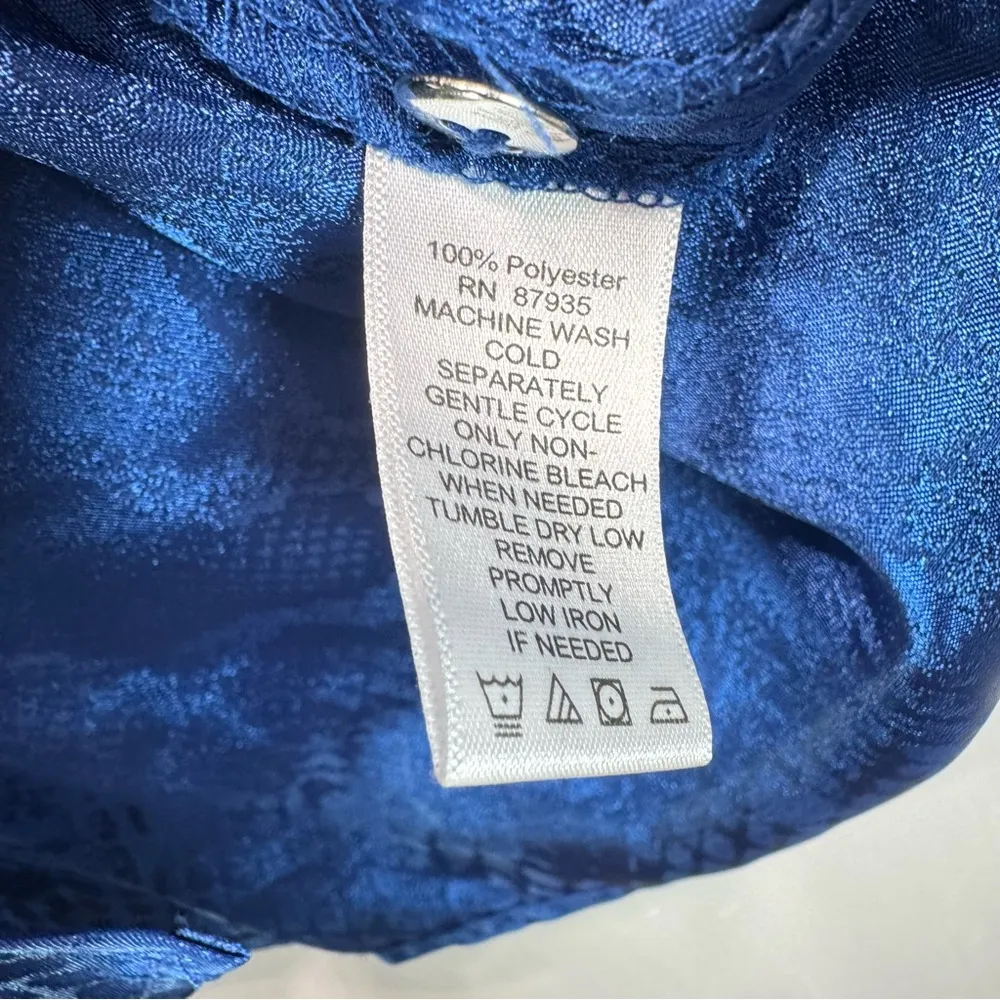 100% Polyester
RN 87935
MACHINE WASH
COLD
SEPARATELY
GENTLE CYCLE
ONLY NON-
CHLORINE BLEACH
WHEN NEEDED
TUMBLE DRY LOW
REMOVE
PROMPTLY
LOW IRON
IF NEEDED